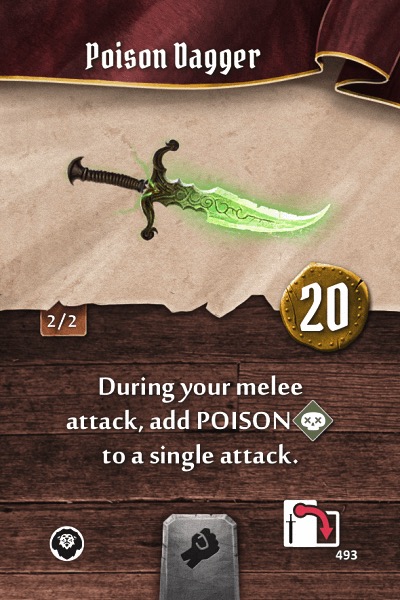 Poison Dagger
2/2
20
During your melee
attack, add POISON
to a single attack.
493